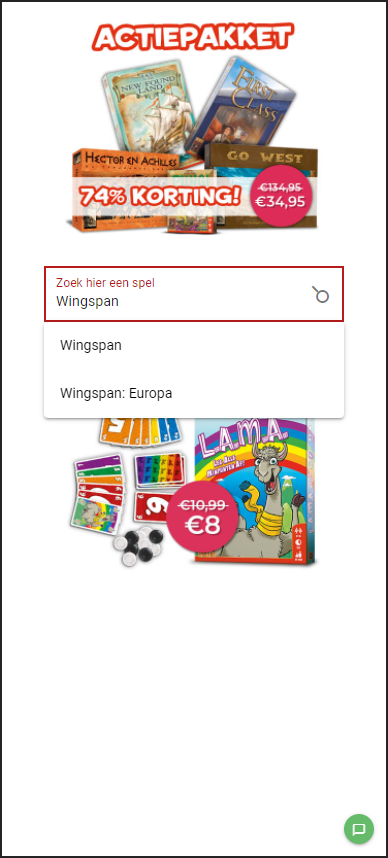 ACTIEPAKKET
NEW FOUND
LAND
FIRST
CLASS
HECTOR EN ACHILLES
GO WEST
74% KORTING!
€134,95
€34,95
Zoek hier een spel
Wingspan
Wingspan
Wingspan: Europa
L.A.M.A.
€10,99
€8